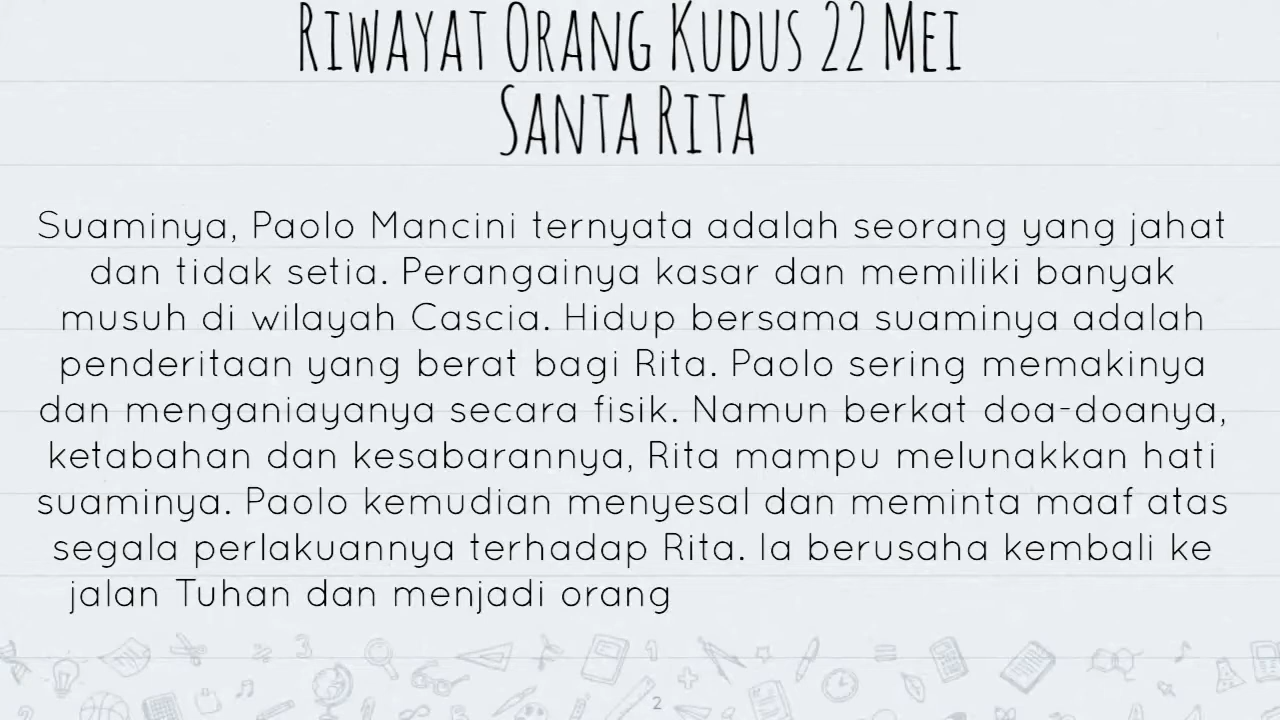 Riwayat Orang Kudus 22 Mei
Santa Rita
Suaminya, Paolo Mancini ternyata adalah seorang yang jahat
dan tidak setia. Perangainya kasar dan memiliki banyak
musuh di wilayah Cascia. Hidup bersama suaminya adalah
penderitaan yang berat bagi Rita. Paolo sering memakinya
dan menganiayanya secara fisik. Namun berkat doa-doanya,
ketabahan dan kesabarannya, Rita mampu melunakkan hati
suaminya. Paolo kemudian menyesal dan meminta maaf atas
segala perlakuannya terhadap Rita. Ia berusaha kembali ke
jalan Tuhan dan menjadi orang
2